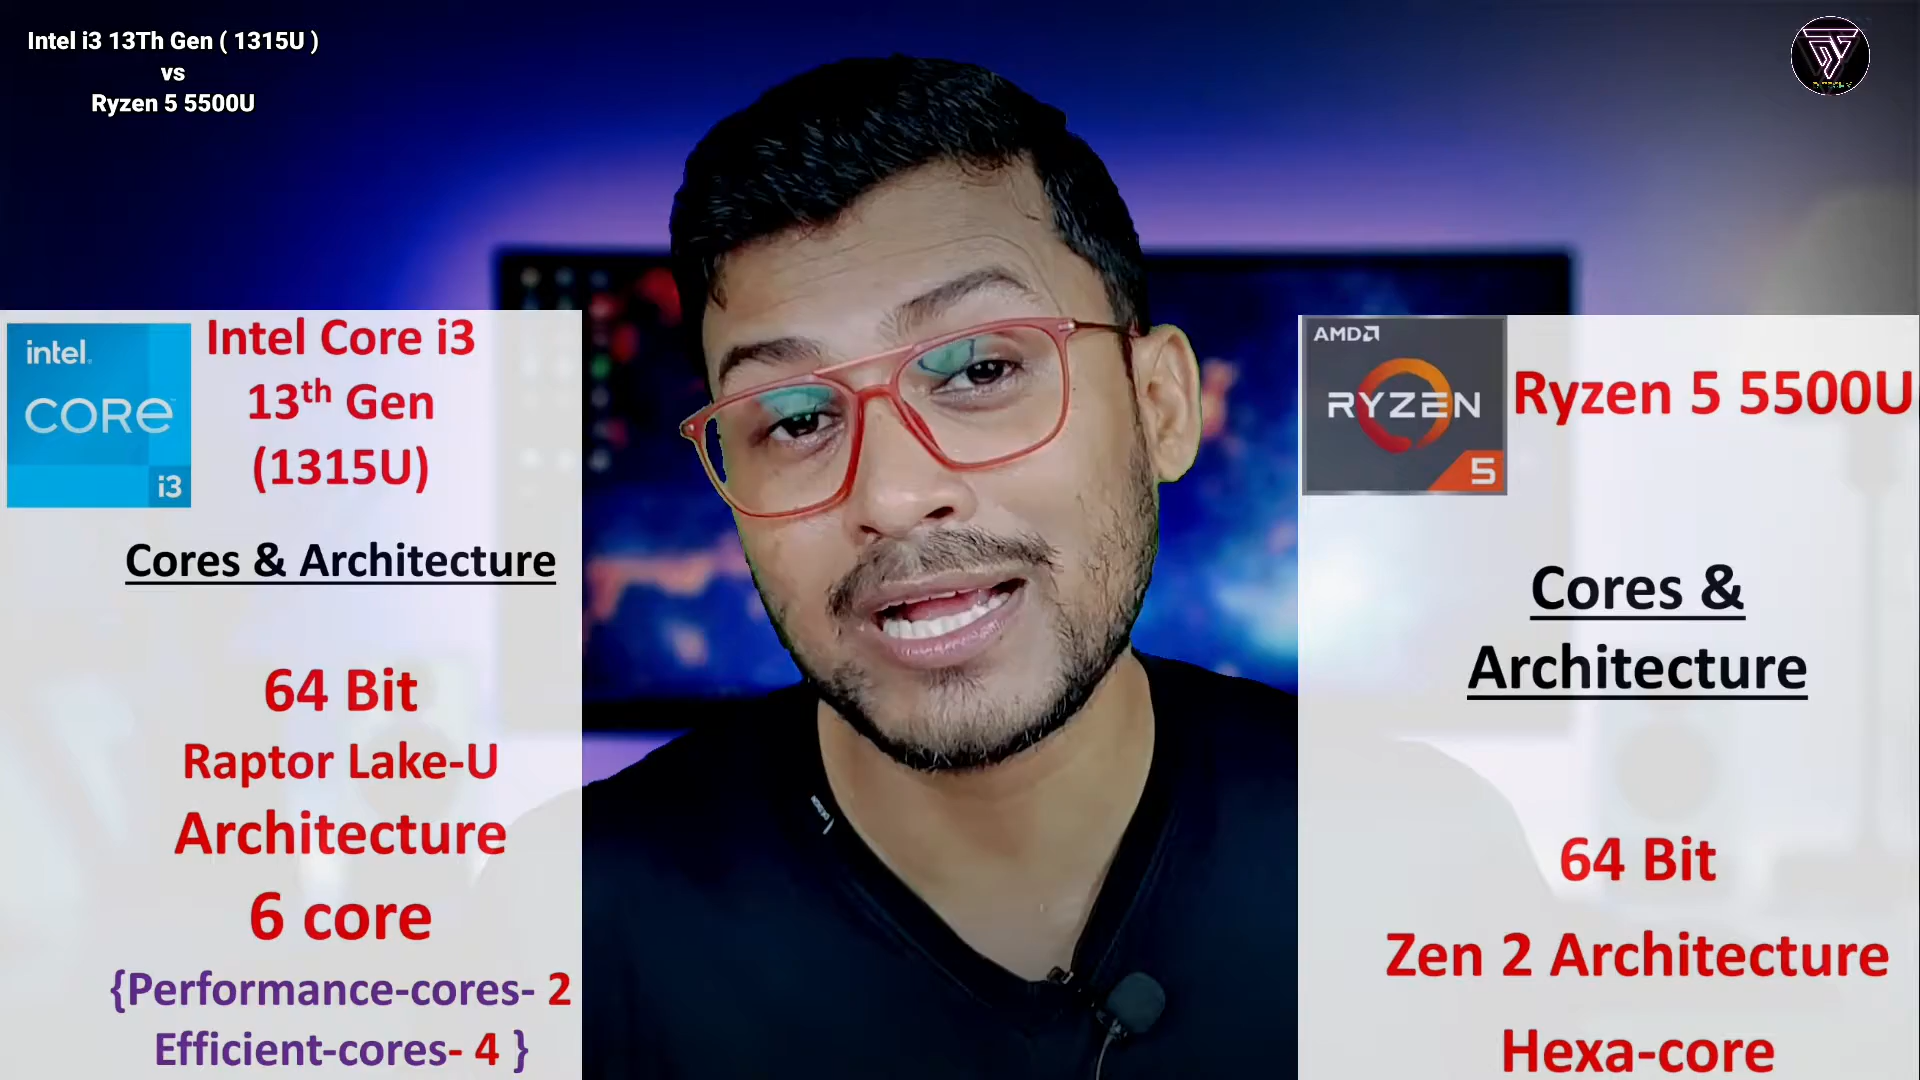 Intel i3 13Th Gen ( 1315U )
vs
Ryzen 5 5500U
intel
CORE
i3
Intel Core i3
13th Gen
(1315U)
Cores & Architecture
64 Bit
Raptor Lake-U
Architecture
6 core
{Performance-cores- 2
Efficient-cores- 4 }
AMD
RYZEN
5
Ryzen 5 5500U
Cores &
Architecture
64 Bit
Zen 2 Architecture
Hexa-core